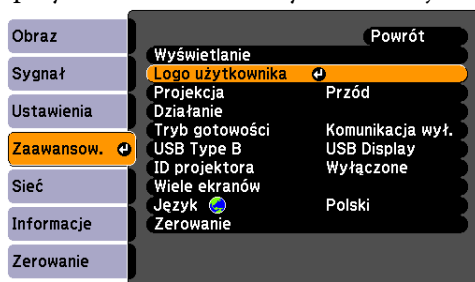 Obraz
Sygnał
Ustawienia
Zaawansow.
Sieć
Informacje
Zerowanie
Powrót
Wyświetlanie
Logo użytkownika
Projekcja Przód
Działanie
Tryb gotowości Komunikacja wył.
USB Type B USB Display
ID projektora Wyłączone
Wiele ekranów
Język Polski
Zerowanie